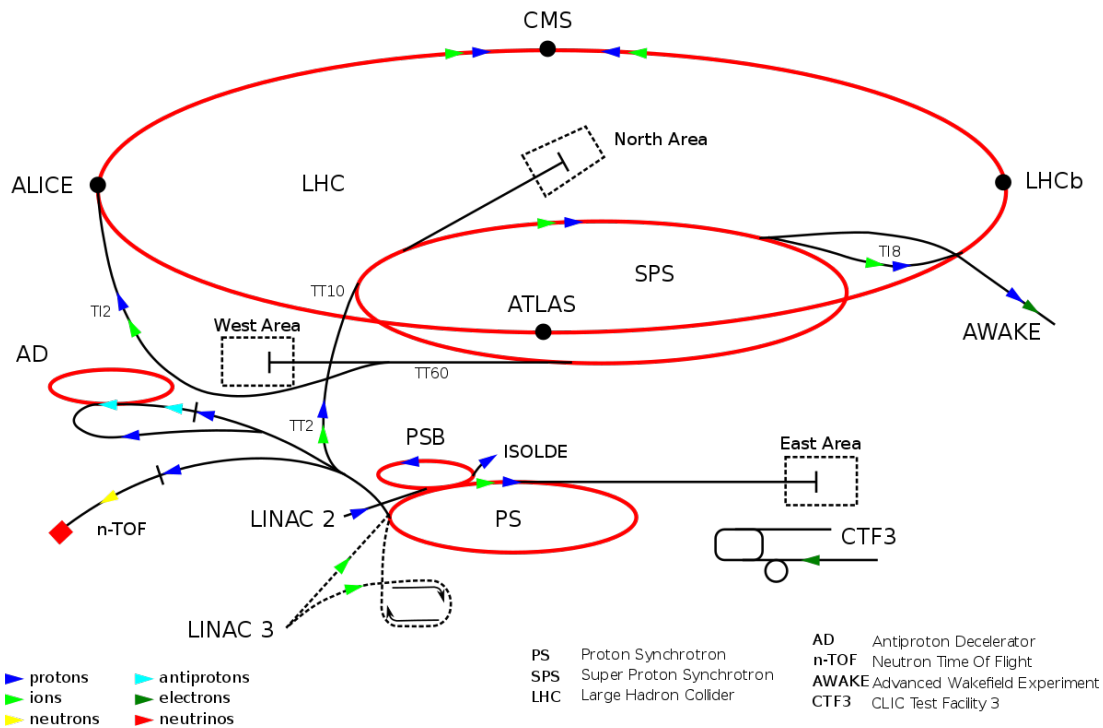 CMS
North Area
ALICE
LHC
LHCb
SPS
TI8
TT10
TI2
ATLAS
West Area
AWAKE
AD
TT60
TT2
PSB
ISOLDE
East Area
LINAC 2
PS
n-TOF
CTF3
LINAC 3
protons
ions
neutrons
antiprotons
electrons
neutrinos
PS Proton Synchrotron
SPS Super Proton Synchrotron
LHC Large Hadron Collider
AD Antiproton Decelerator
n-TOF Neutron Time Of Flight
AWAKE Advanced Wakefield Experiment
CTF3 CLIC Test Facility 3